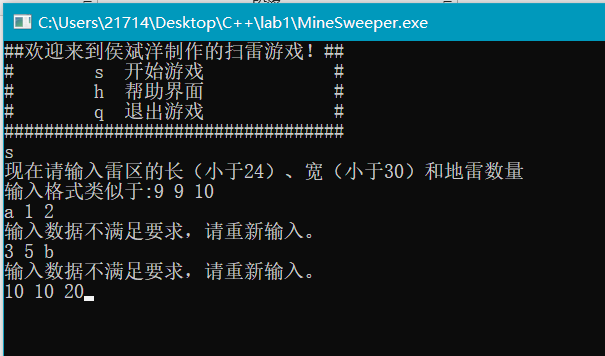 C:\Users\21714\Desktop\C++\lab1\MineSweeper.exe
##欢迎来到侯斌洋制作的扫雷游戏！##
#        s  开始游戏             #
#        h  帮助界面             #
#        q  退出游戏             #
##################################
s
现在请输入雷区的长（小于24）、宽（小于30）和地雷数量
输入格式类似于:9 9 10
a 1 2
输入数据不满足要求，请重新输入。
3 5 b
输入数据不满足要求，请重新输入。
10 10 20